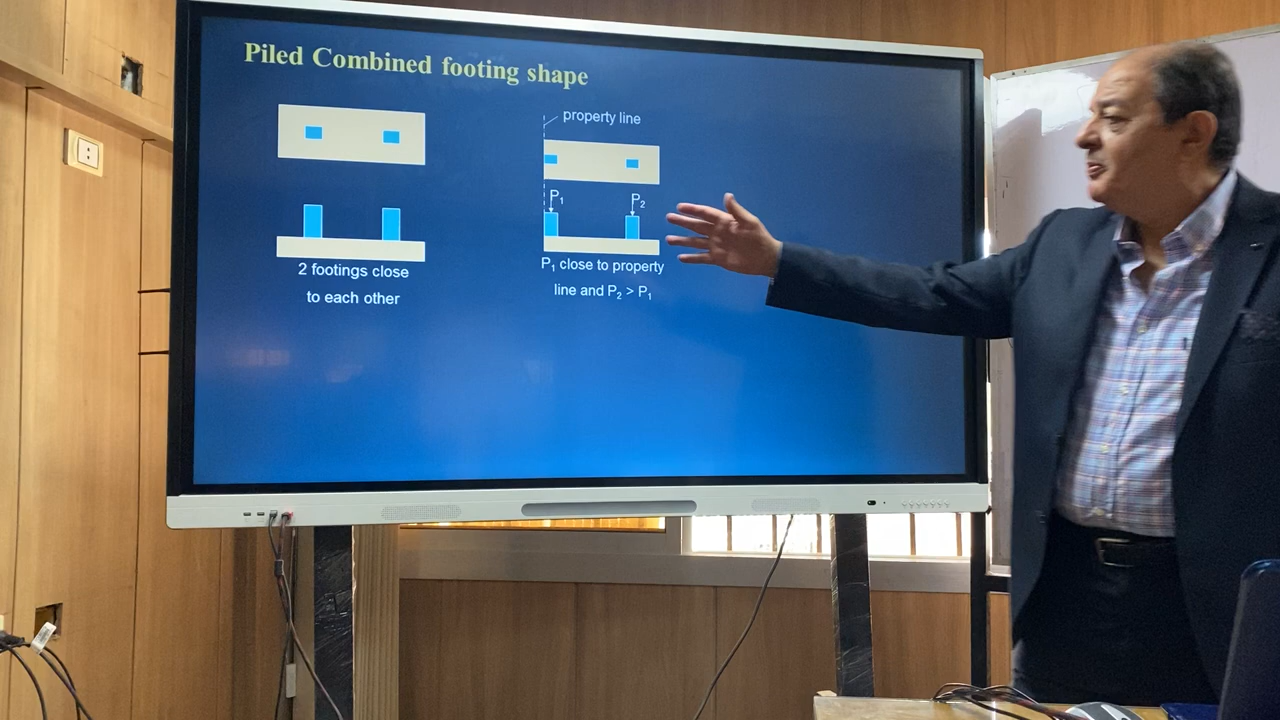 Piled Combined footing shape
property line
P₁
P₂
2 footings close
to each other
P₁ close to property
line and P₂ > P₁